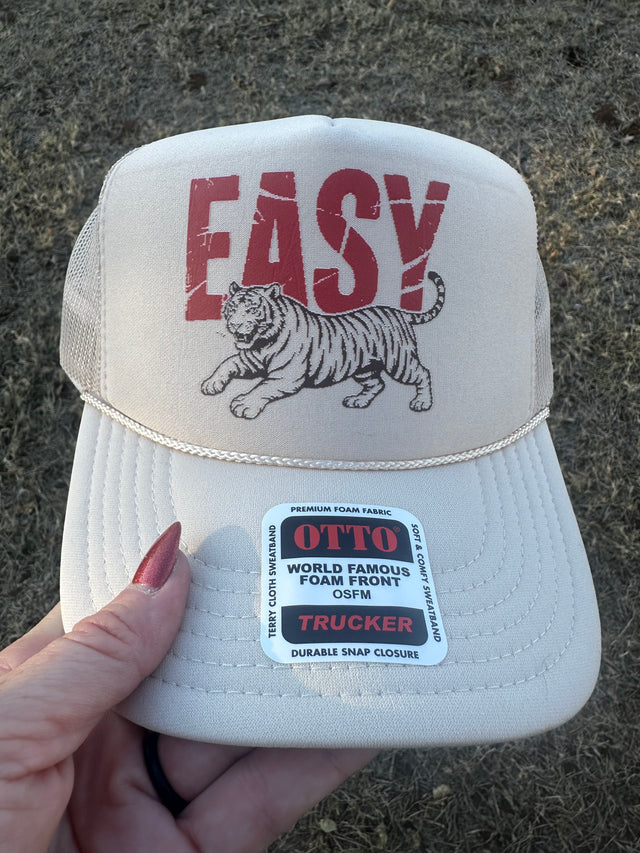 EASY
PREMIUM FOAM FABRIC
OTTO®
WORLD FAMOUS
FOAM FRONT
OSFM
TRUCKER
DURABLE SNAP CLOSURE
TERRY CLOTH SWEATBAND
SOFT & COMFY SWEATBAND